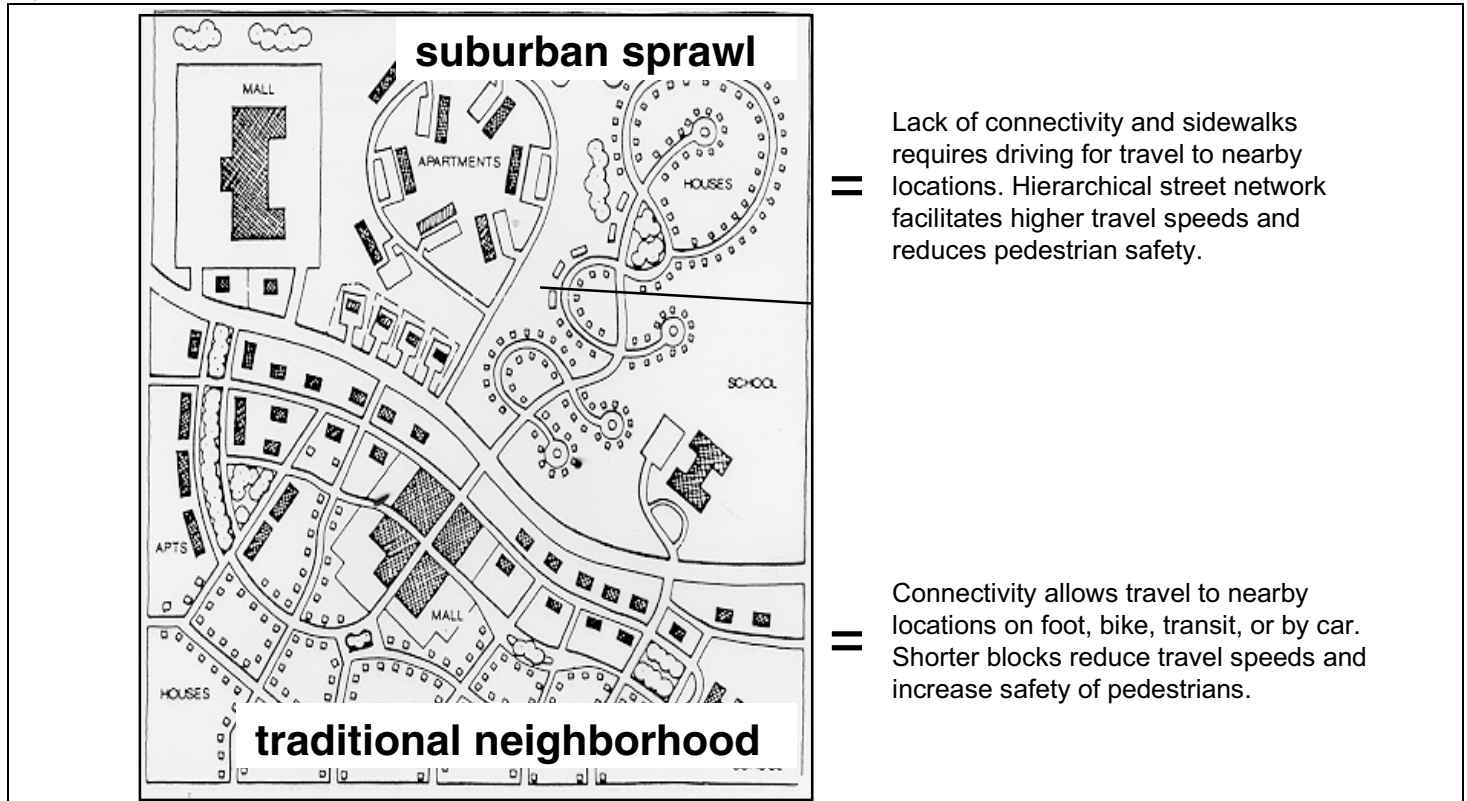 suburban sprawl
MALL
APARTMENTS
HOUSES
SCHOOL
APTS
MALL
HOUSES
traditional neighborhood
=
Lack of connectivity and sidewalks
requires driving for travel to nearby
locations. Hierarchical street network
facilitates higher travel speeds and
reduces pedestrian safety.
=
Connectivity allows travel to nearby
locations on foot, bike, transit, or by car.
Shorter blocks reduce travel speeds and
increase safety of pedestrians.